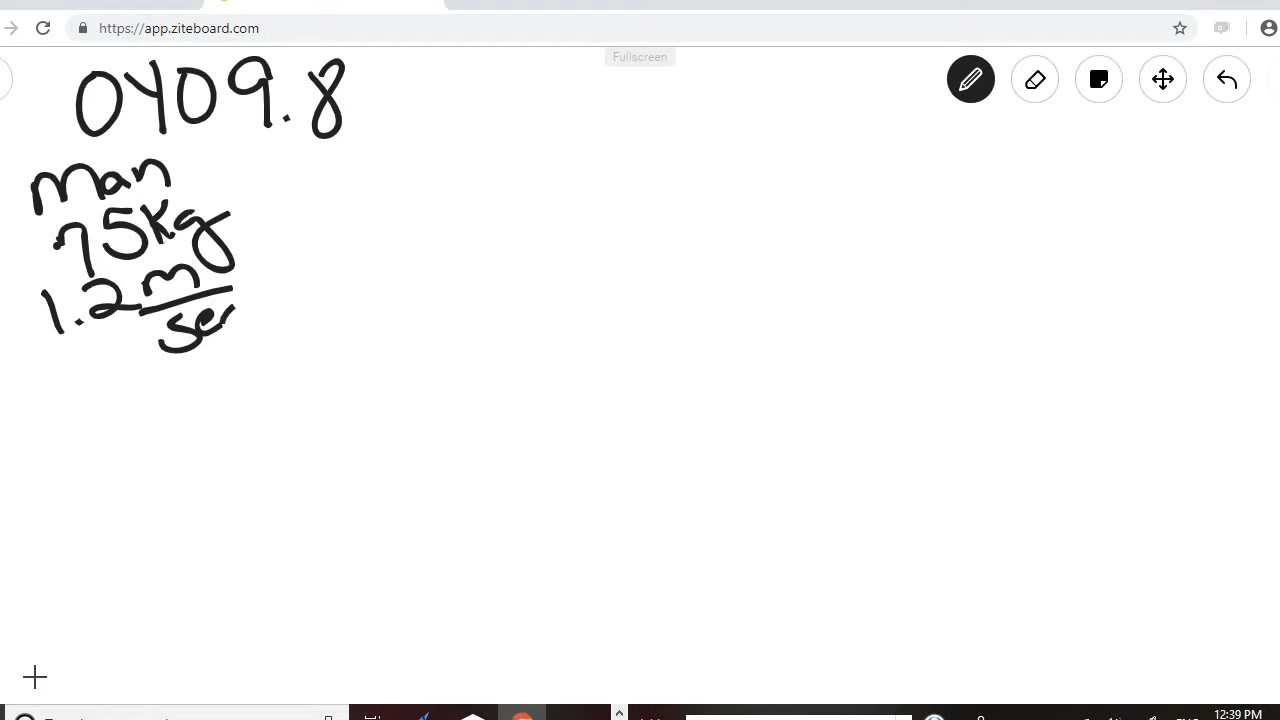 https://app.ziteboard.com
Fullscreen
0409.8
Man
75kg
1.2 m
sec
12:39 PM